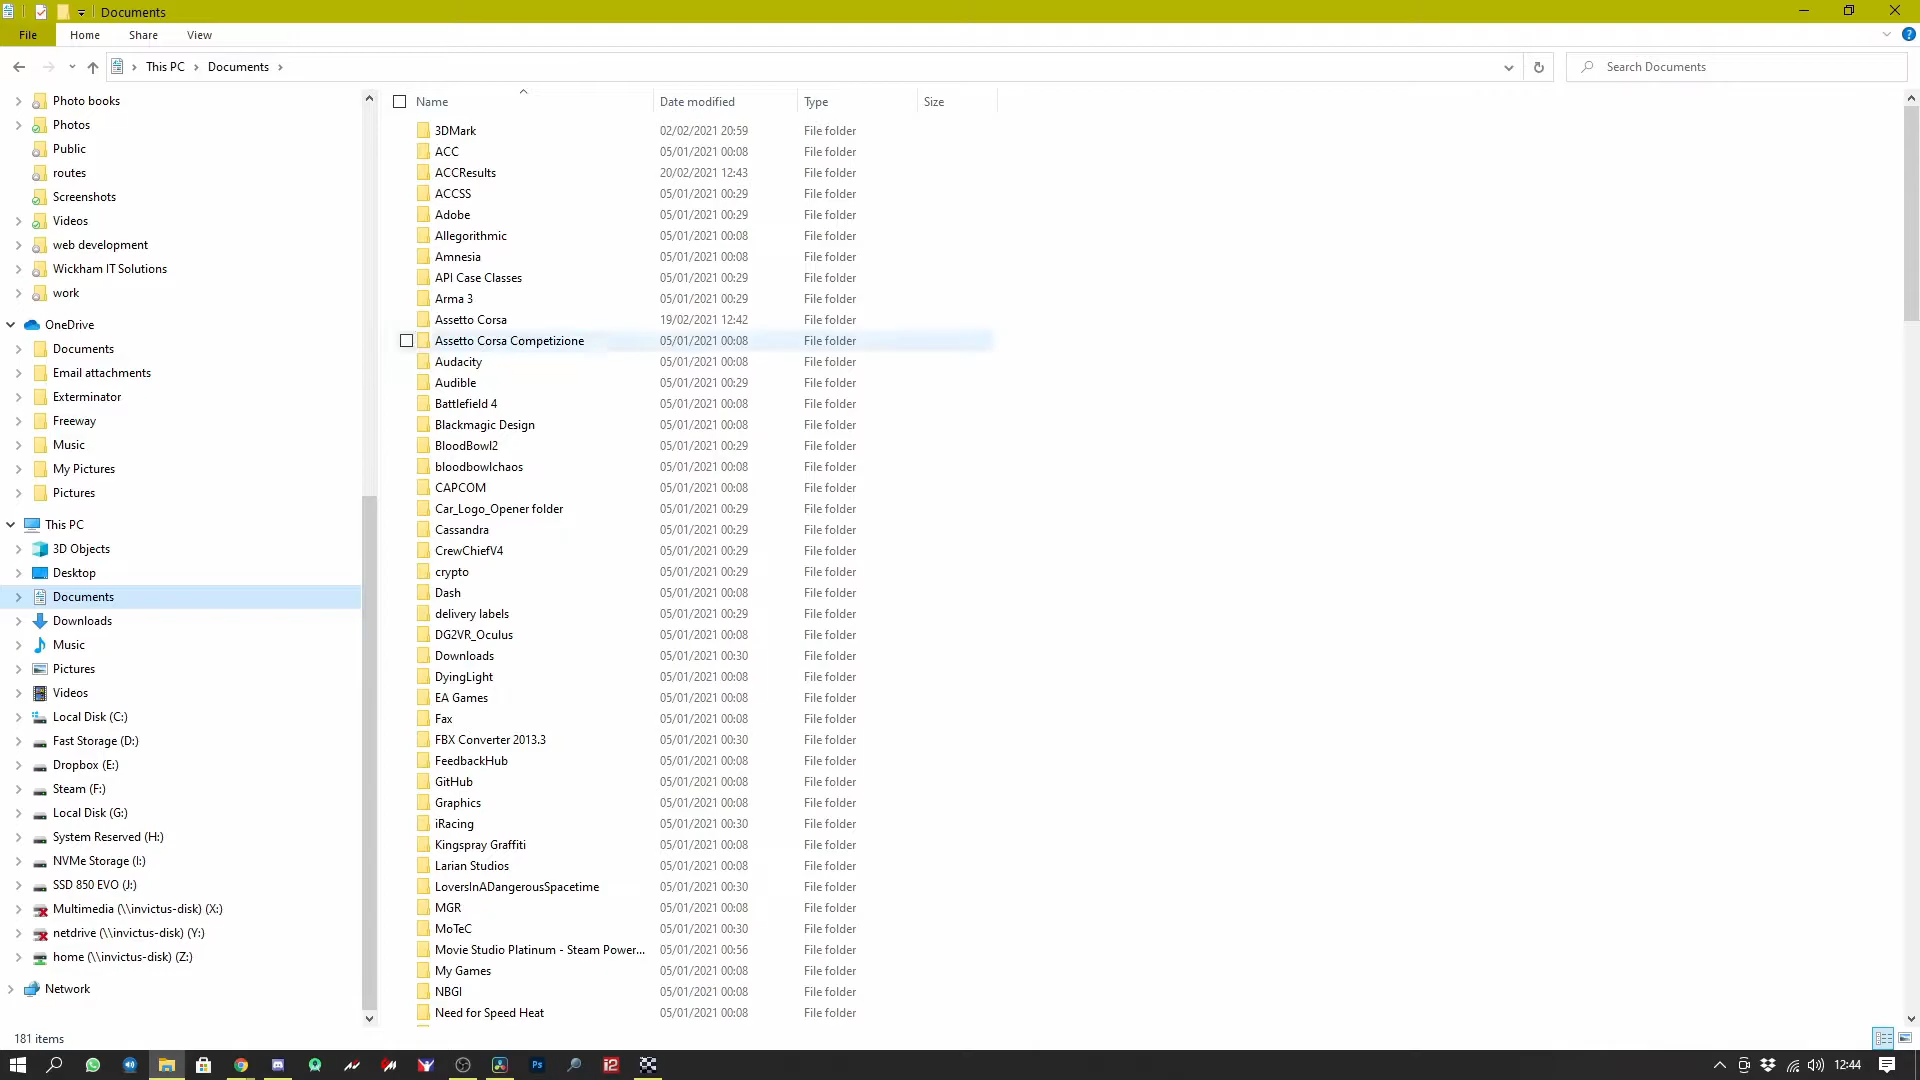 Documents
File
Home
Share
View
This PC
Documents
Search Documents
Photo books
Photos
Public
routes
Screenshots
Videos
web development
Wickham IT Solutions
work
OneDrive
Documents
Email attachments
Exterminator
Freeway
Music
My Pictures
Pictures
This PC
3D Objects
Desktop
Documents
Downloads
Music
Pictures
Videos
Local Disk (C:)
Fast Storage (D:)
Dropbox (E:)
Steam (F:)
Local Disk (G:)
System Reserved (H:)
NVMe Storage (I:)
SSD 850 EVO (J:)
Multimedia (\\invictus-disk) (X:)
netdrive (\\invictus-disk) (Y:)
home (\\invictus-disk) (Z:)
Network
Name Date modified Type Size
3DMark 02/02/2021 20:59 File folder
ACC 05/01/2021 00:08 File folder
ACCResults 20/02/2021 12:43 File folder
ACCSS 05/01/2021 00:29 File folder
Adobe 05/01/2021 00:29 File folder
Allegorithmic 05/01/2021 00:08 File folder
Amnesia 05/01/2021 00:08 File folder
API Case Classes 05/01/2021 00:29 File folder
Arma 3 05/01/2021 00:29 File folder
Assetto Corsa 19/02/2021 12:42 File folder
Assetto Corsa Competizione 05/01/2021 00:08 File folder
Audacity 05/01/2021 00:08 File folder
Audible 05/01/2021 00:29 File folder
Battlefield 4 05/01/2021 00:08 File folder
Blackmagic Design 05/01/2021 00:08 File folder
BloodBowl2 05/01/2021 00:29 File folder
bloodbowlchaos 05/01/2021 00:08 File folder
CAPCOM 05/01/2021 00:08 File folder
Car_Logo_Opener folder 05/01/2021 00:29 File folder
Cassandra 05/01/2021 00:29 File folder
CrewChiefV4 05/01/2021 00:29 File folder
crypto 05/01/2021 00:29 File folder
Dash 05/01/2021 00:08 File folder
delivery labels 05/01/2021 00:29 File folder
DG2VR_Oculus 05/01/2021 00:08 File folder
Downloads 05/01/2021 00:30 File folder
DyingLight 05/01/2021 00:08 File folder
EA Games 05/01/2021 00:08 File folder
Fax 05/01/2021 00:08 File folder
FBX Converter 2013.3 05/01/2021 00:30 File folder
FeedbackHub 05/01/2021 00:08 File folder
GitHub 05/01/2021 00:08 File folder
Graphics 05/01/2021 00:08 File folder
iRacing 05/01/2021 00:30 File folder
Kingspray Graffiti 05/01/2021 00:08 File folder
Larian Studios 05/01/2021 00:08 File folder
LoversInADangerousSpacetime 05/01/2021 00:30 File folder
MGR 05/01/2021 00:08 File folder
MoTeC 05/01/2021 00:30 File folder
Movie Studio Platinum - Steam Power... 05/01/2021 00:56 File folder
My Games 05/01/2021 00:08 File folder
NBGI 05/01/2021 00:08 File folder
Need for Speed Heat 05/01/2021 00:08 File folder
181 items
Ps
i2
12:44